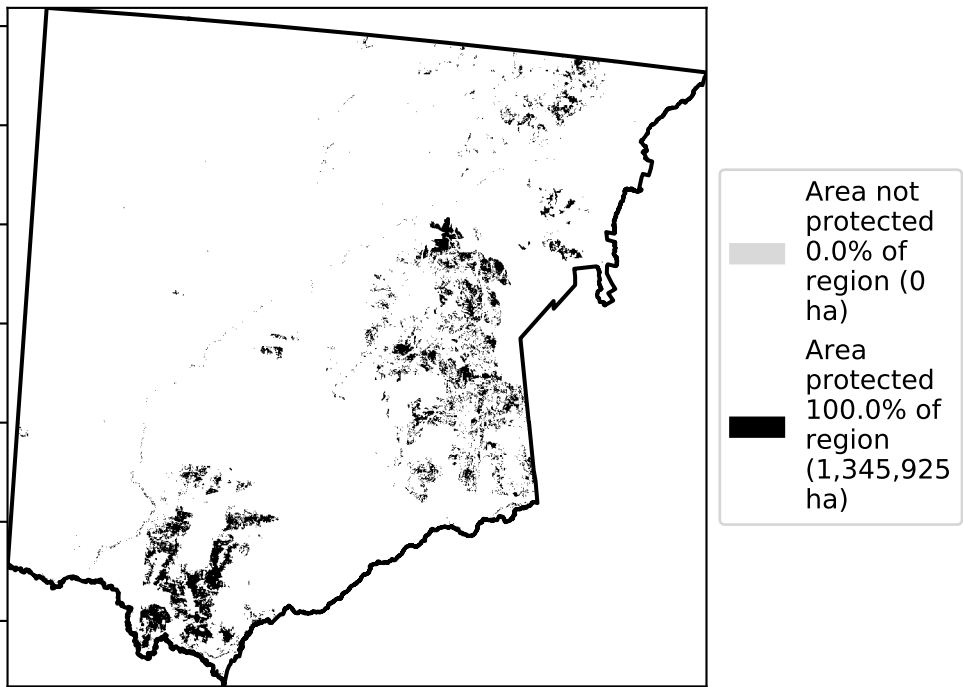 Area not
protected
0.0% of
region (0
ha)
Area
protected
100.0% of
region
(1,345,925
ha)